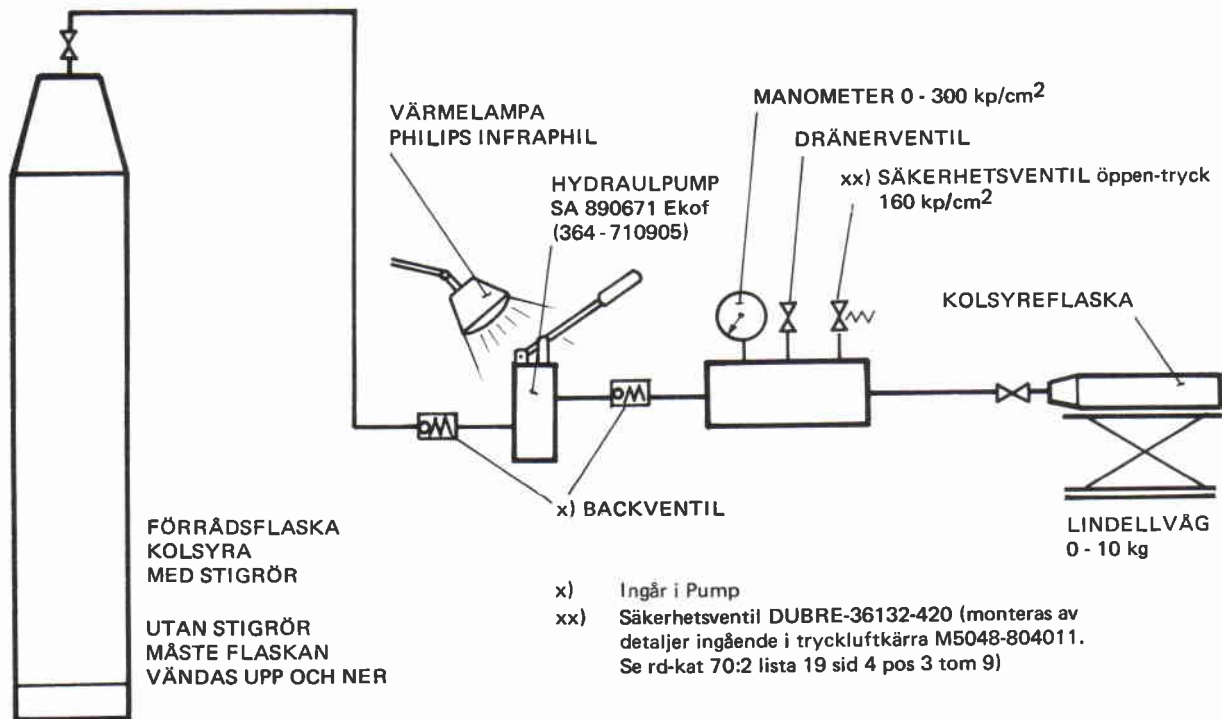 VÄRMELAMPA
PHILIPS INFRAPHIL
HYDRAULPUMP
SA 890671 Ekof
(364-710905)
MANOMETER 0 - 300 kp/cm²
DRÄNERVENTIL
xx) SÄKERHETSVENTIL öppen-tryck
160 kp/cm²
KOLSYREFLASKA
x) BACKVENTIL
LINDELLVÅG
0 - 10 kg
FÖRRÅDSFLASKA
KOLSYRA
MED STIGRÖR
UTAN STIGRÖR
MÅSTE FLASKAN
VÄNDAS UPP OCH NER
x) Ingår i Pump
xx) Säkerhetsventil DUBRE-36132-420 (monteras av
detaljer ingående i tryckluftkärra M5048-804011.
Se rd-kat 70:2 lista 19 sid 4 pos 3 tom 9)